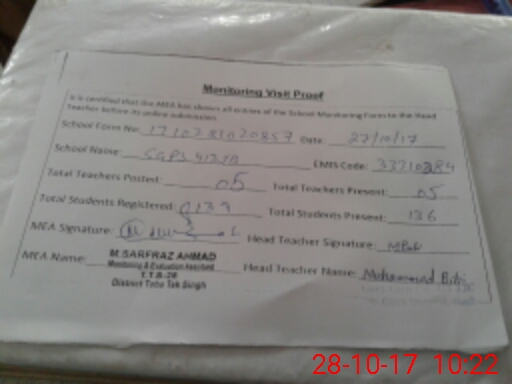 Monitoring Visit Proof
It is certified that the MEA has shown all entries of the School Monitoring Form to the Head
Teacher before its online submission.
School Form No: Date: 27/10/17
School Name: EMIS Code:
Total Teachers Posted: 05 Total Teachers Present: 05
Total Students Registered: 0139 Total Students Present: 136
MEA Signature: Head Teacher Signature:
MEA Name: M.SARFRAZ AHMAD Head Teacher Name: Muhammad
Monitoring & Evaluation Assistant
T.T.S-26
District Toba Tek Singh
28-10-17 10:22